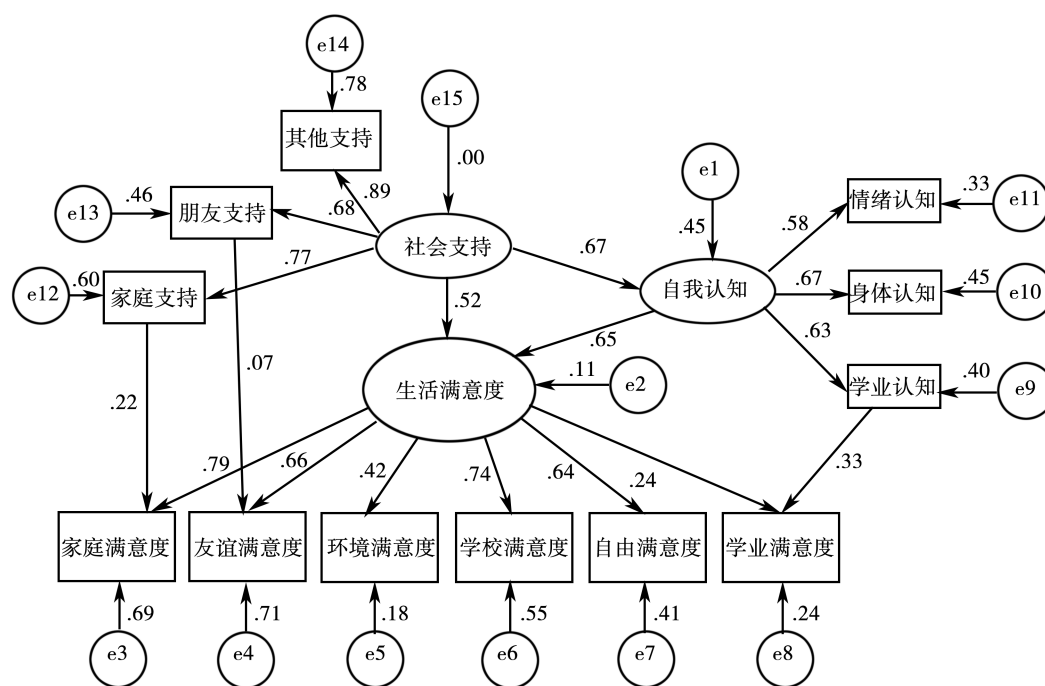 e14
.78
e15
其他支持
.00
e1
.89
.46
e13
朋友支持
.68
社会支持
.67
.45
情绪认知
.33
e11
.58
.77
e12
.60
家庭支持
.52
自我认知
.67
身体认知
.45
e10
.65
.63
.07
.22
生活满意度
.11
e2
学业认知
.40
e9
.79
.66
.42
.74
.64
.24
.33
家庭满意度
友谊满意度
环境满意度
学校满意度
自由满意度
学业满意度
.69
.71
.18
.55
.41
.24
e3
e4
e5
e6
e7
e8